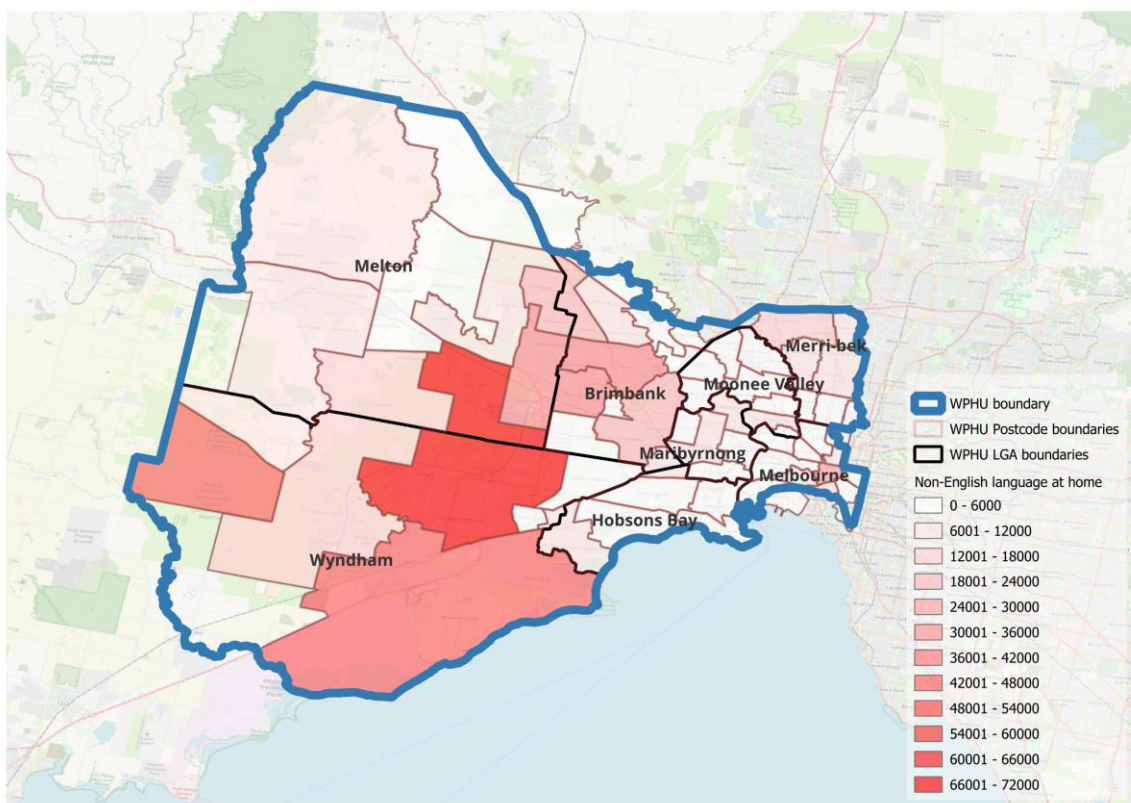 Melton
Merri-bek
Moonee Valley
Brimbank
Maribyrnong
Melbourne
Hobsons Bay
Wyndham
WPHU boundary
WPHU Postcode boundaries
WPHU LGA boundaries
Non-English language at home
0 - 6000
6001 - 12000
12001 - 18000
18001 - 24000
24001 - 30000
30001 - 36000
36001 - 42000
42001 - 48000
48001 - 54000
54001 - 60000
60001 - 66000
66001 - 72000